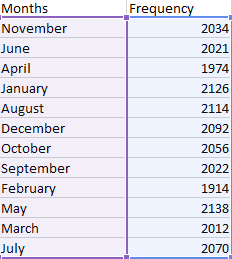 Months Frequency
November 2034
June 2021
April 1974
January 2126
August 2114
December 2092
October 2056
September 2022
February 1914
May 2138
March 2012
July 2070